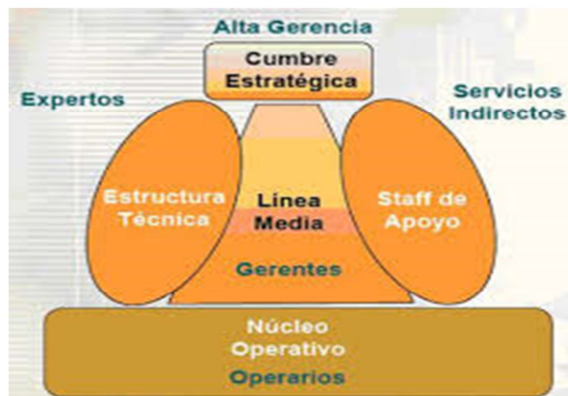 Alta Gerencia
Cumbre
Estratégica
Expertos
Servicios
Indirectos
Estructura
Técnica
Línea
Media
Staff de
Apoyo
Gerentes
Núcleo
Operativo
Operarios